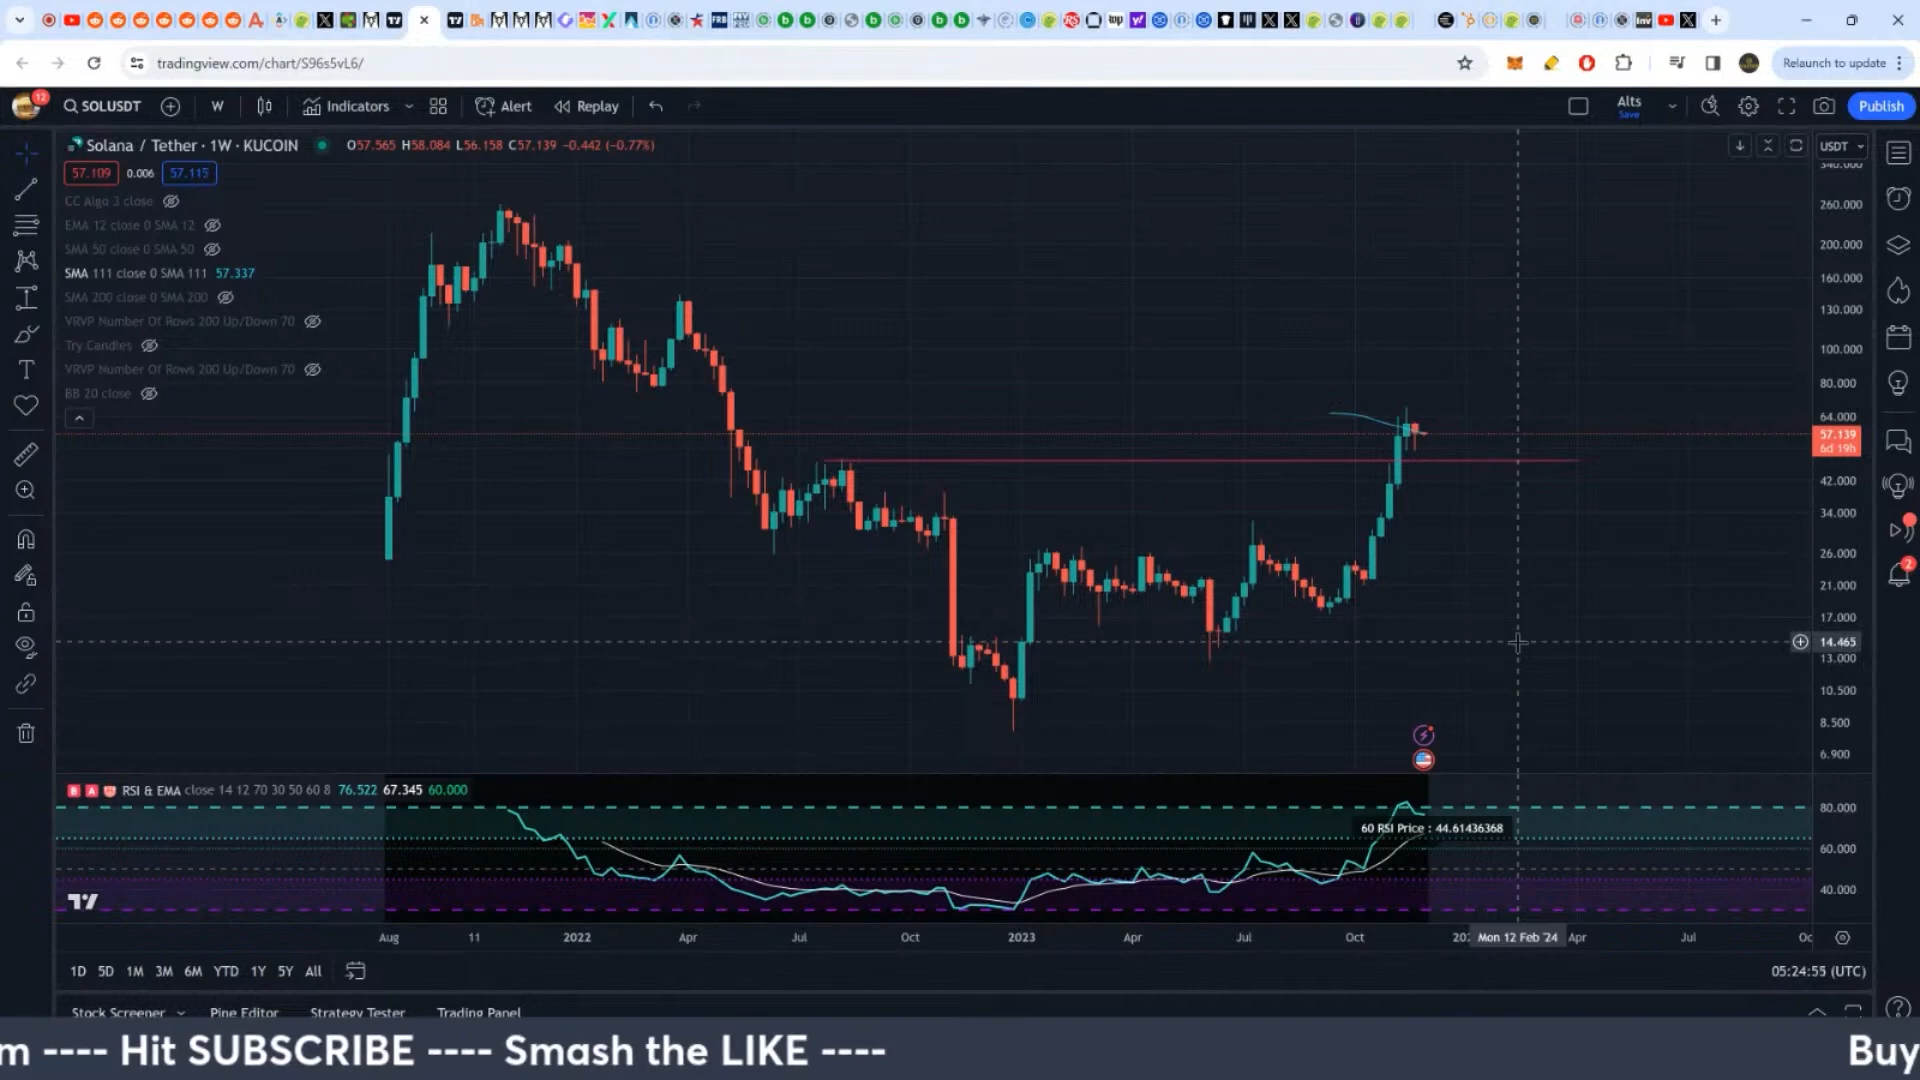 tradingview.com/chart/S96s5vL6/
Relaunch to update
12
SOLUSDT
W
Indicators
Alert
Replay
Alts
Save
Publish
Solana / Tether · 1W · KUCOIN
O57.565 H58.084 L56.158 C57.139 -0.442 (-0.77%)
57.109 0.006 57.115
CC Algo 3 close
EMA 12 close 0 SMA 12
SMA 50 close 0 SMA 50
SMA 111 close 0 SMA 111 57.337
SMA 200 close 0 SMA 200
VRVP Number Of Rows 200 Up/Down 70
Try Candles
VRVP Number Of Rows 200 Up/Down 70
BB 20 close
USDT
340.000
260.000
200.000
160.000
130.000
100.000
80.000
64.000
57.139
6d 19h
42.000
34.000
26.000
21.000
17.000
14.465
13.000
10.500
8.500
6.900
2
B A RSI & EMA close 14 12 70 30 50 60 8 76.522 67.345 60.000
60 RSI Price : 44.61436368
80.000
60.000
40.000
Aug 11 2022 Apr Jul Oct 2023 Apr Jul Oct 202 Mon 12 Feb '24 Apr Jul Oc
1D 5D 1M 3M 6M YTD 1Y 5Y All
05:24:55 (UTC)
Stock Screener Pine Editor Strategy Tester Trading Panel
m ---- Hit SUBSCRIBE ---- Smash the LIKE ----
Buy